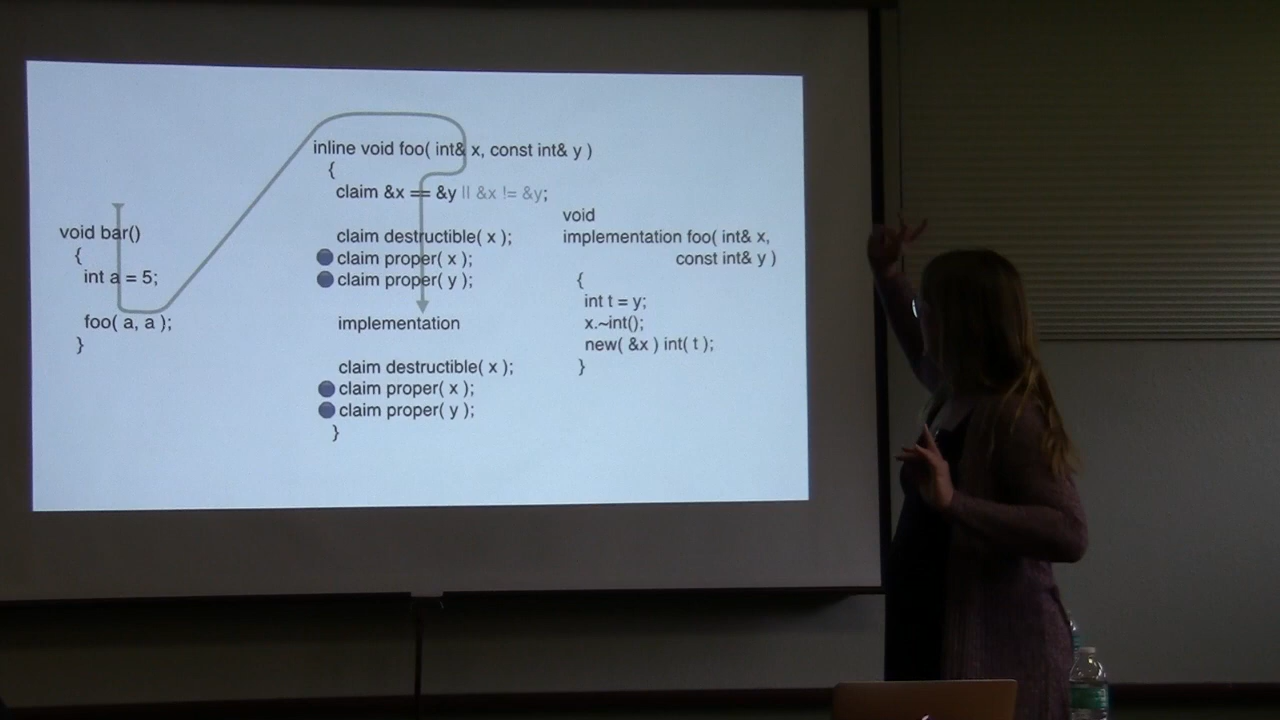 void bar()
{
int a = 5;
foo( a, a );
}
inline void foo( int& x, const int& y )
{
claim &x == &y || &x != &y;
claim destructible( x );
claim proper( x );
claim proper( y );
implementation
claim destructible( x );
claim proper( x );
claim proper( y );
}
void
implementation foo( int& x,
const int& y )
{
int t = y;
x.~int();
new( &x ) int( t );
}